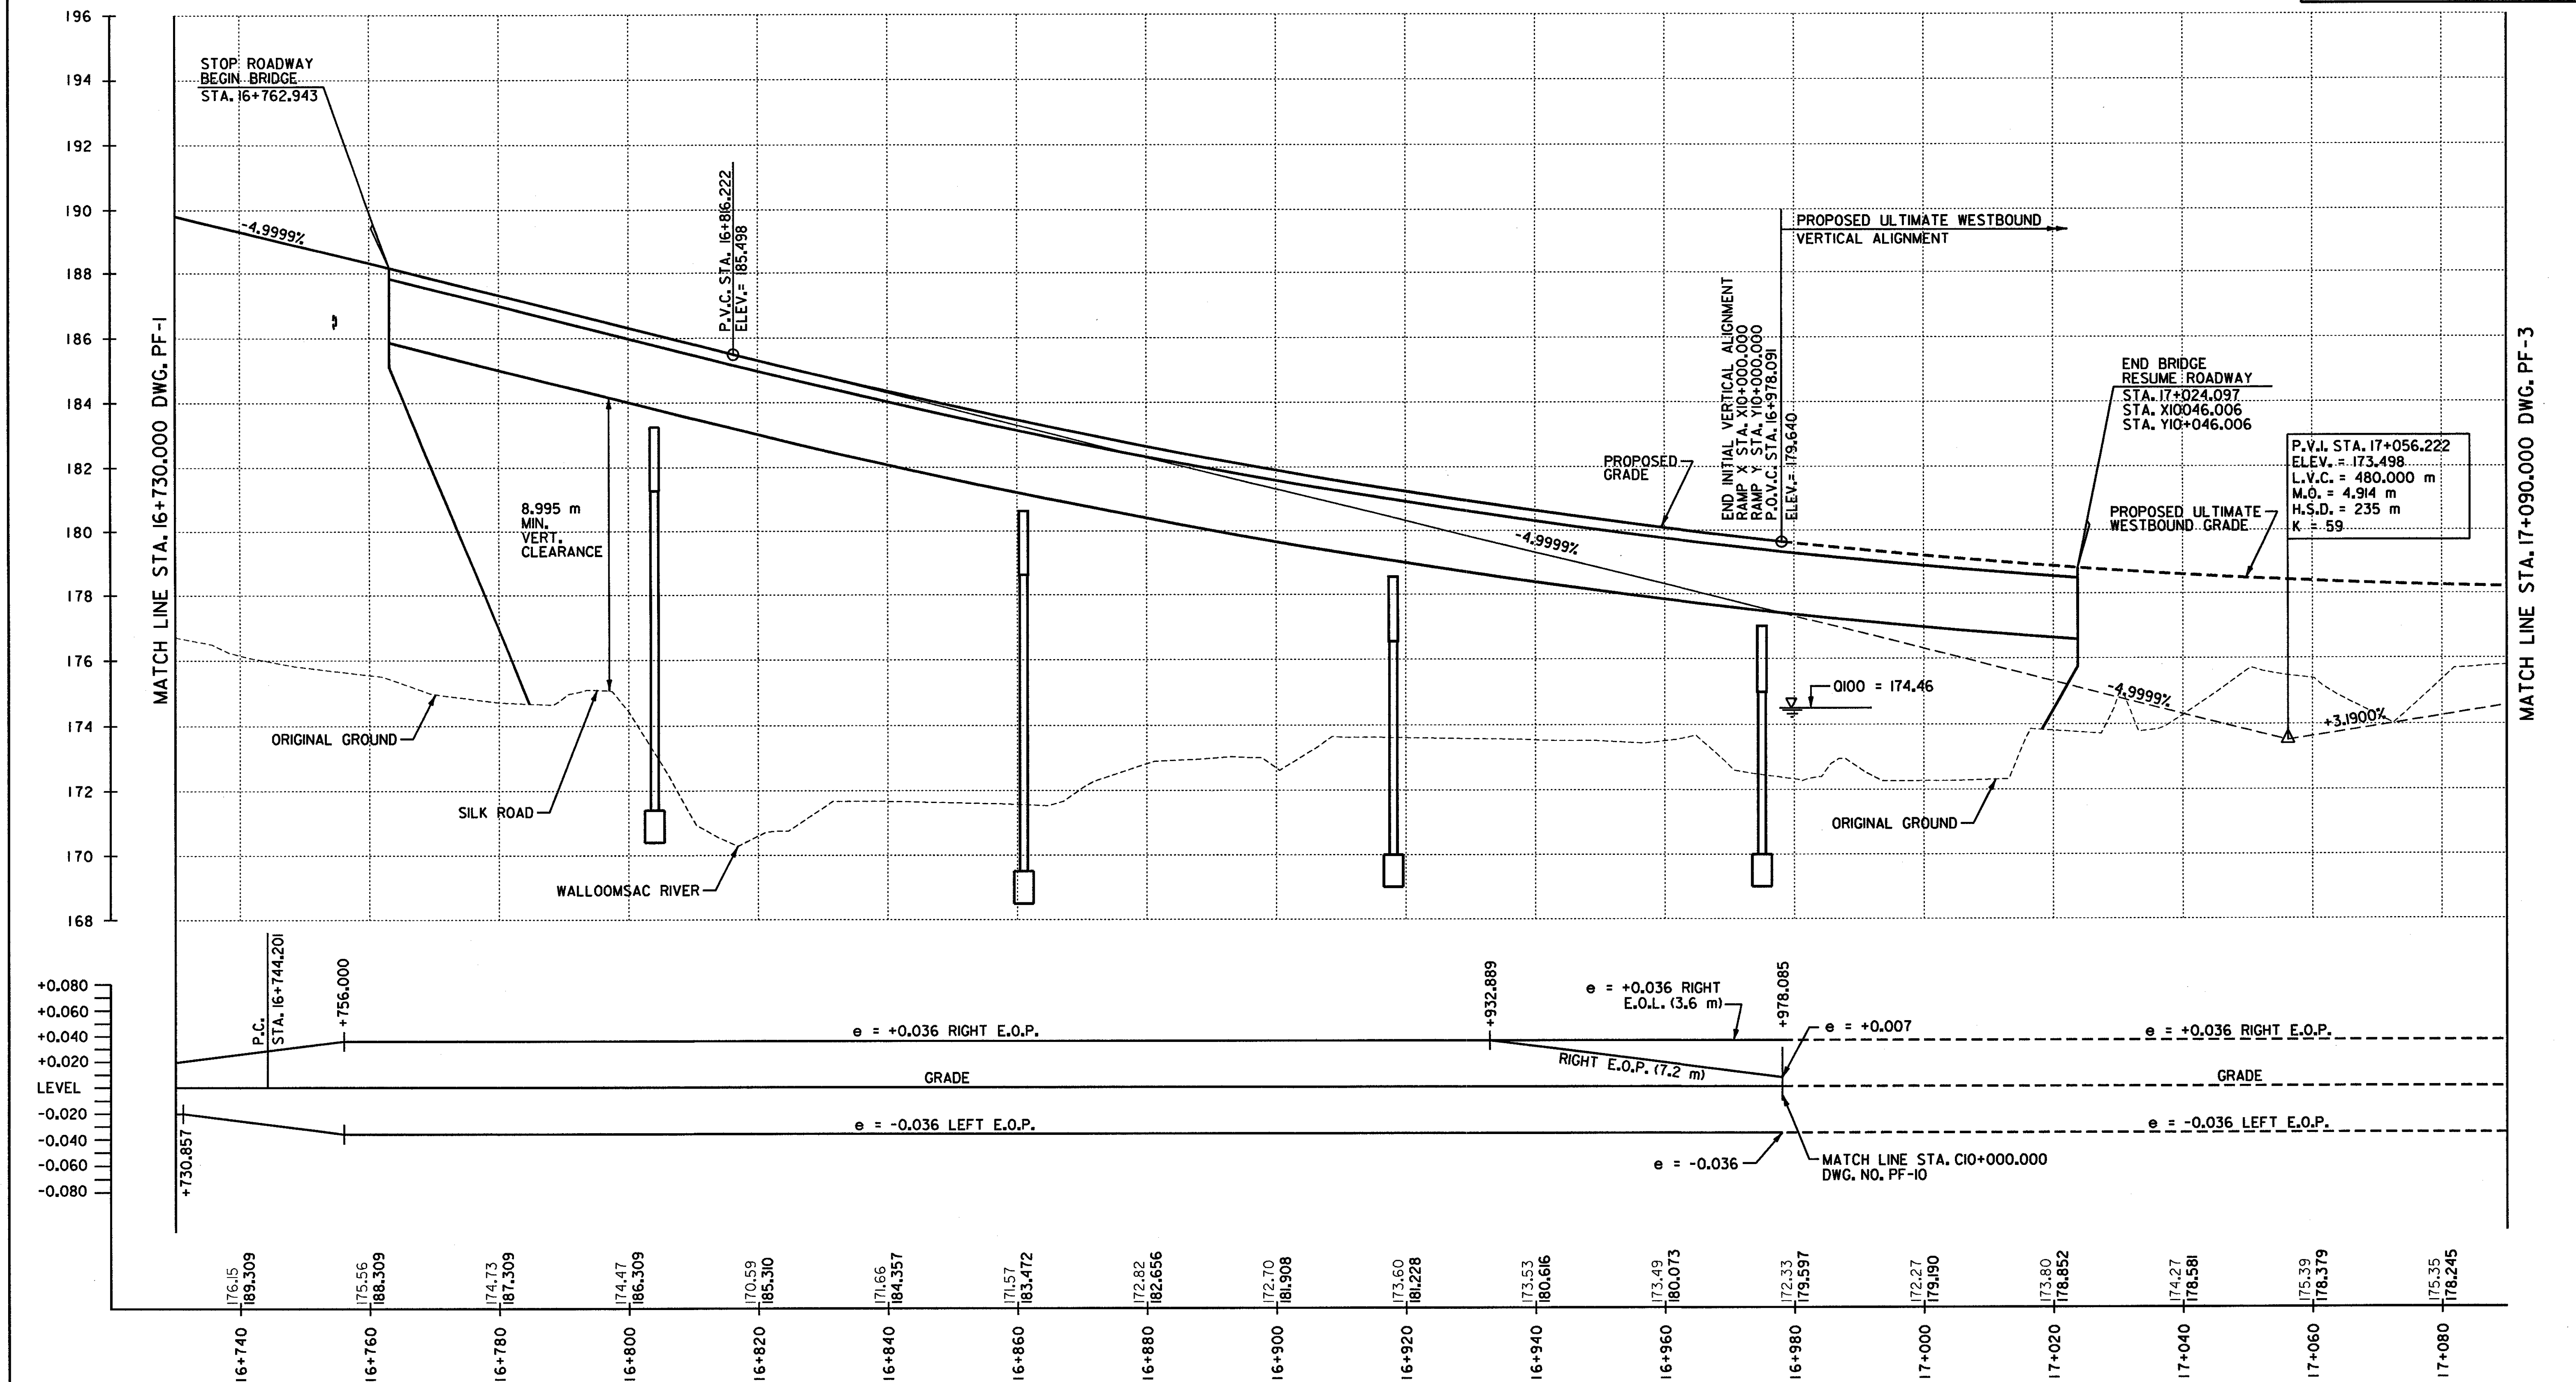 196
194
192
190
188
186
184
182
180
178
176
174
172
170
168
MATCH LINE STA. 16+730.000 DWG. PF-1
STOP ROADWAY
BEGIN BRIDGE
STA. 16+762.943
-4.9999%
P.V.C. STA. 16+816.222
ELEV.= 185.498
8.995 m
MIN.
VERT.
CLEARANCE
ORIGINAL GROUND
SILK ROAD
WALLOOMSAC RIVER
PROPOSED
GRADE
-4.9999%
END INITIAL VERTICAL ALIGNMENT
RAMP X STA. X10+000.000
RAMP Y STA. Y10+000.000
P.O.V.C. STA. 16+978.091
ELEV.= 179.640
PROPOSED ULTIMATE WESTBOUND
VERTICAL ALIGNMENT
Q100 = 174.46
ORIGINAL GROUND
END BRIDGE
RESUME ROADWAY
STA. 17+024.097
STA. X10+046.006
STA. Y10+046.006
PROPOSED ULTIMATE
WESTBOUND GRADE
P.V.I. STA. 17+056.222
ELEV. = 173.498
L.V.C. = 480.000 m
M.O. = 4.914 m
H.S.D. = 235 m
K = 59
-4.9999%
+3.1900%
MATCH LINE STA. 17+090.000 DWG. PF-3
+0.080
+0.060
+0.040
+0.020
LEVEL
-0.020
-0.040
-0.060
-0.080
+730.857
P.C.
STA. 16+744.201
+756.000
e = +0.036 RIGHT E.O.P.
GRADE
e = -0.036 LEFT E.O.P.
+932.889
e = +0.036 RIGHT
E.O.L. (3.6 m)
RIGHT E.O.P. (7.2 m)
+978.085
e = +0.007
e = -0.036
MATCH LINE STA. C10+000.000
DWG. NO. PF-10
e = +0.036 RIGHT E.O.P.
GRADE
e = -0.036 LEFT E.O.P.
176.15
189.309
175.56
188.309
174.73
187.309
174.47
186.309
170.59
185.310
171.66
184.357
171.57
183.472
172.82
182.656
172.70
181.908
173.60
181.228
173.53
180.616
173.49
180.073
172.33
179.597
172.27
179.190
173.80
178.852
174.27
178.581
175.39
178.379
175.35
178.245
16+740
16+760
16+780
16+800
16+820
16+840
16+860
16+880
16+900
16+920
16+940
16+960
16+980
17+000
17+020
17+040
17+060
17+080